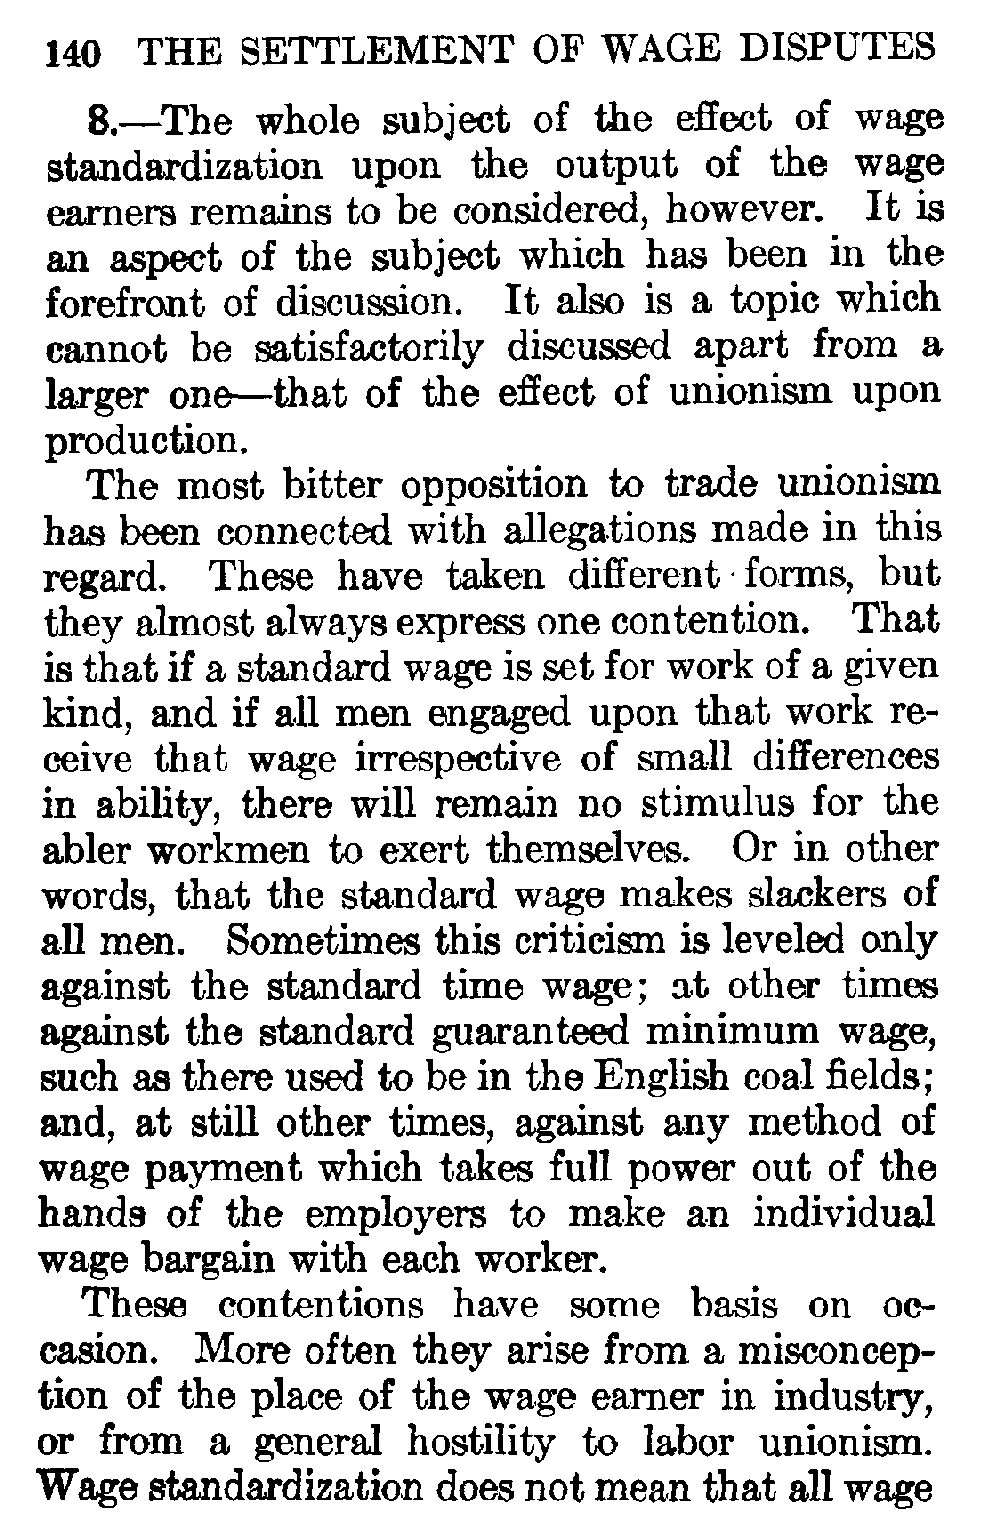 140 THE SETTLEMENT OF WAGE DISPUTES
8.—The whole subject of the effect of wage
standardization upon the output of the wage
earners remains to be considered, however. It is
an aspect of the subject which has been in the
forefront of discussion. It also is a topic which
cannot be satisfactorily discussed apart from a
larger one—that of the effect of unionism upon
production.
The most bitter opposition to trade unionism
has been connected with allegations made in this
regard. These have taken different forms, but
they almost always express one contention. That
is that if a standard wage is set for work of a given
kind, and if all men engaged upon that work re-
ceive that wage irrespective of small differences
in ability, there will remain no stimulus for the
abler workmen to exert themselves. Or in other
words, that the standard wage makes slackers of
all men. Sometimes this criticism is leveled only
against the standard time wage; at other times
against the standard guaranteed minimum wage,
such as there used to be in the English coal fields;
and, at still other times, against any method of
wage payment which takes full power out of the
hands of the employers to make an individual
wage bargain with each worker.
These contentions have some basis on oc-
casion. More often they arise from a misconcep-
tion of the place of the wage earner in industry,
or from a general hostility to labor unionism.
Wage standardization does not mean that all wage